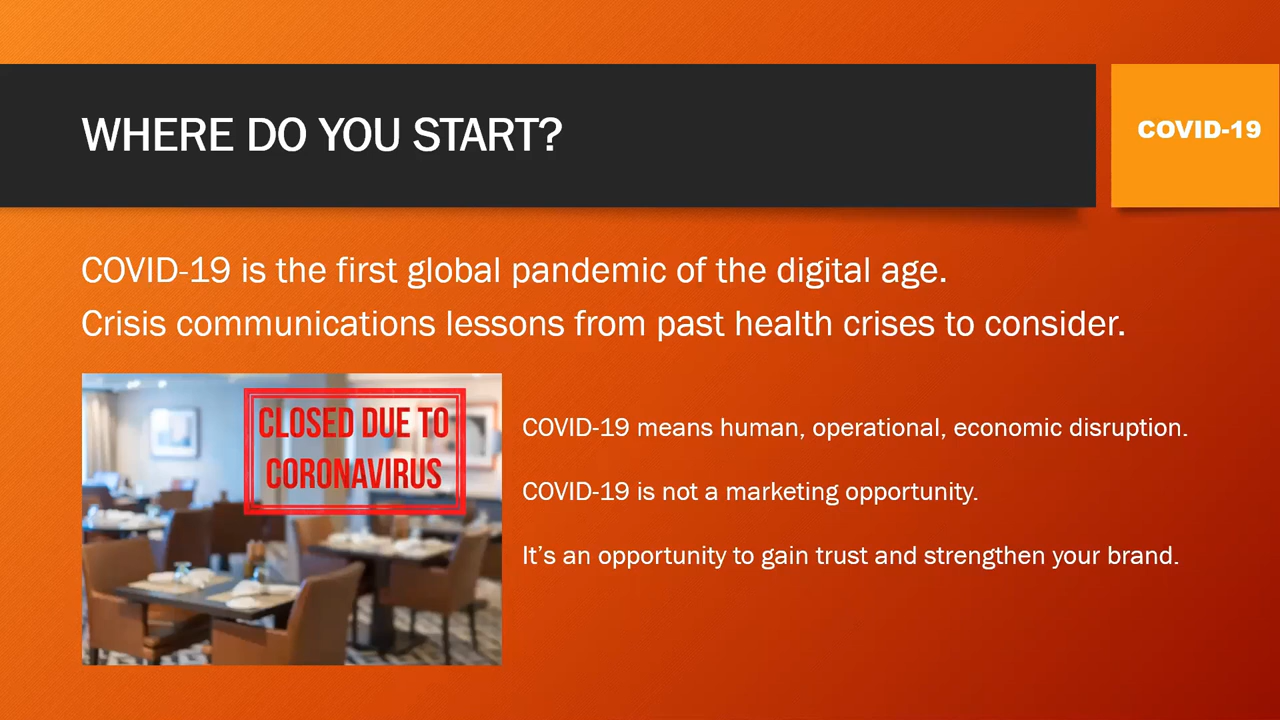 WHERE DO YOU START?
COVID-19
COVID-19 is the first global pandemic of the digital age.
Crisis communications lessons from past health crises to consider.
CLOSED DUE TO
CORONAVIRUS
COVID-19 means human, operational, economic disruption.
COVID-19 is not a marketing opportunity.
It’s an opportunity to gain trust and strengthen your brand.